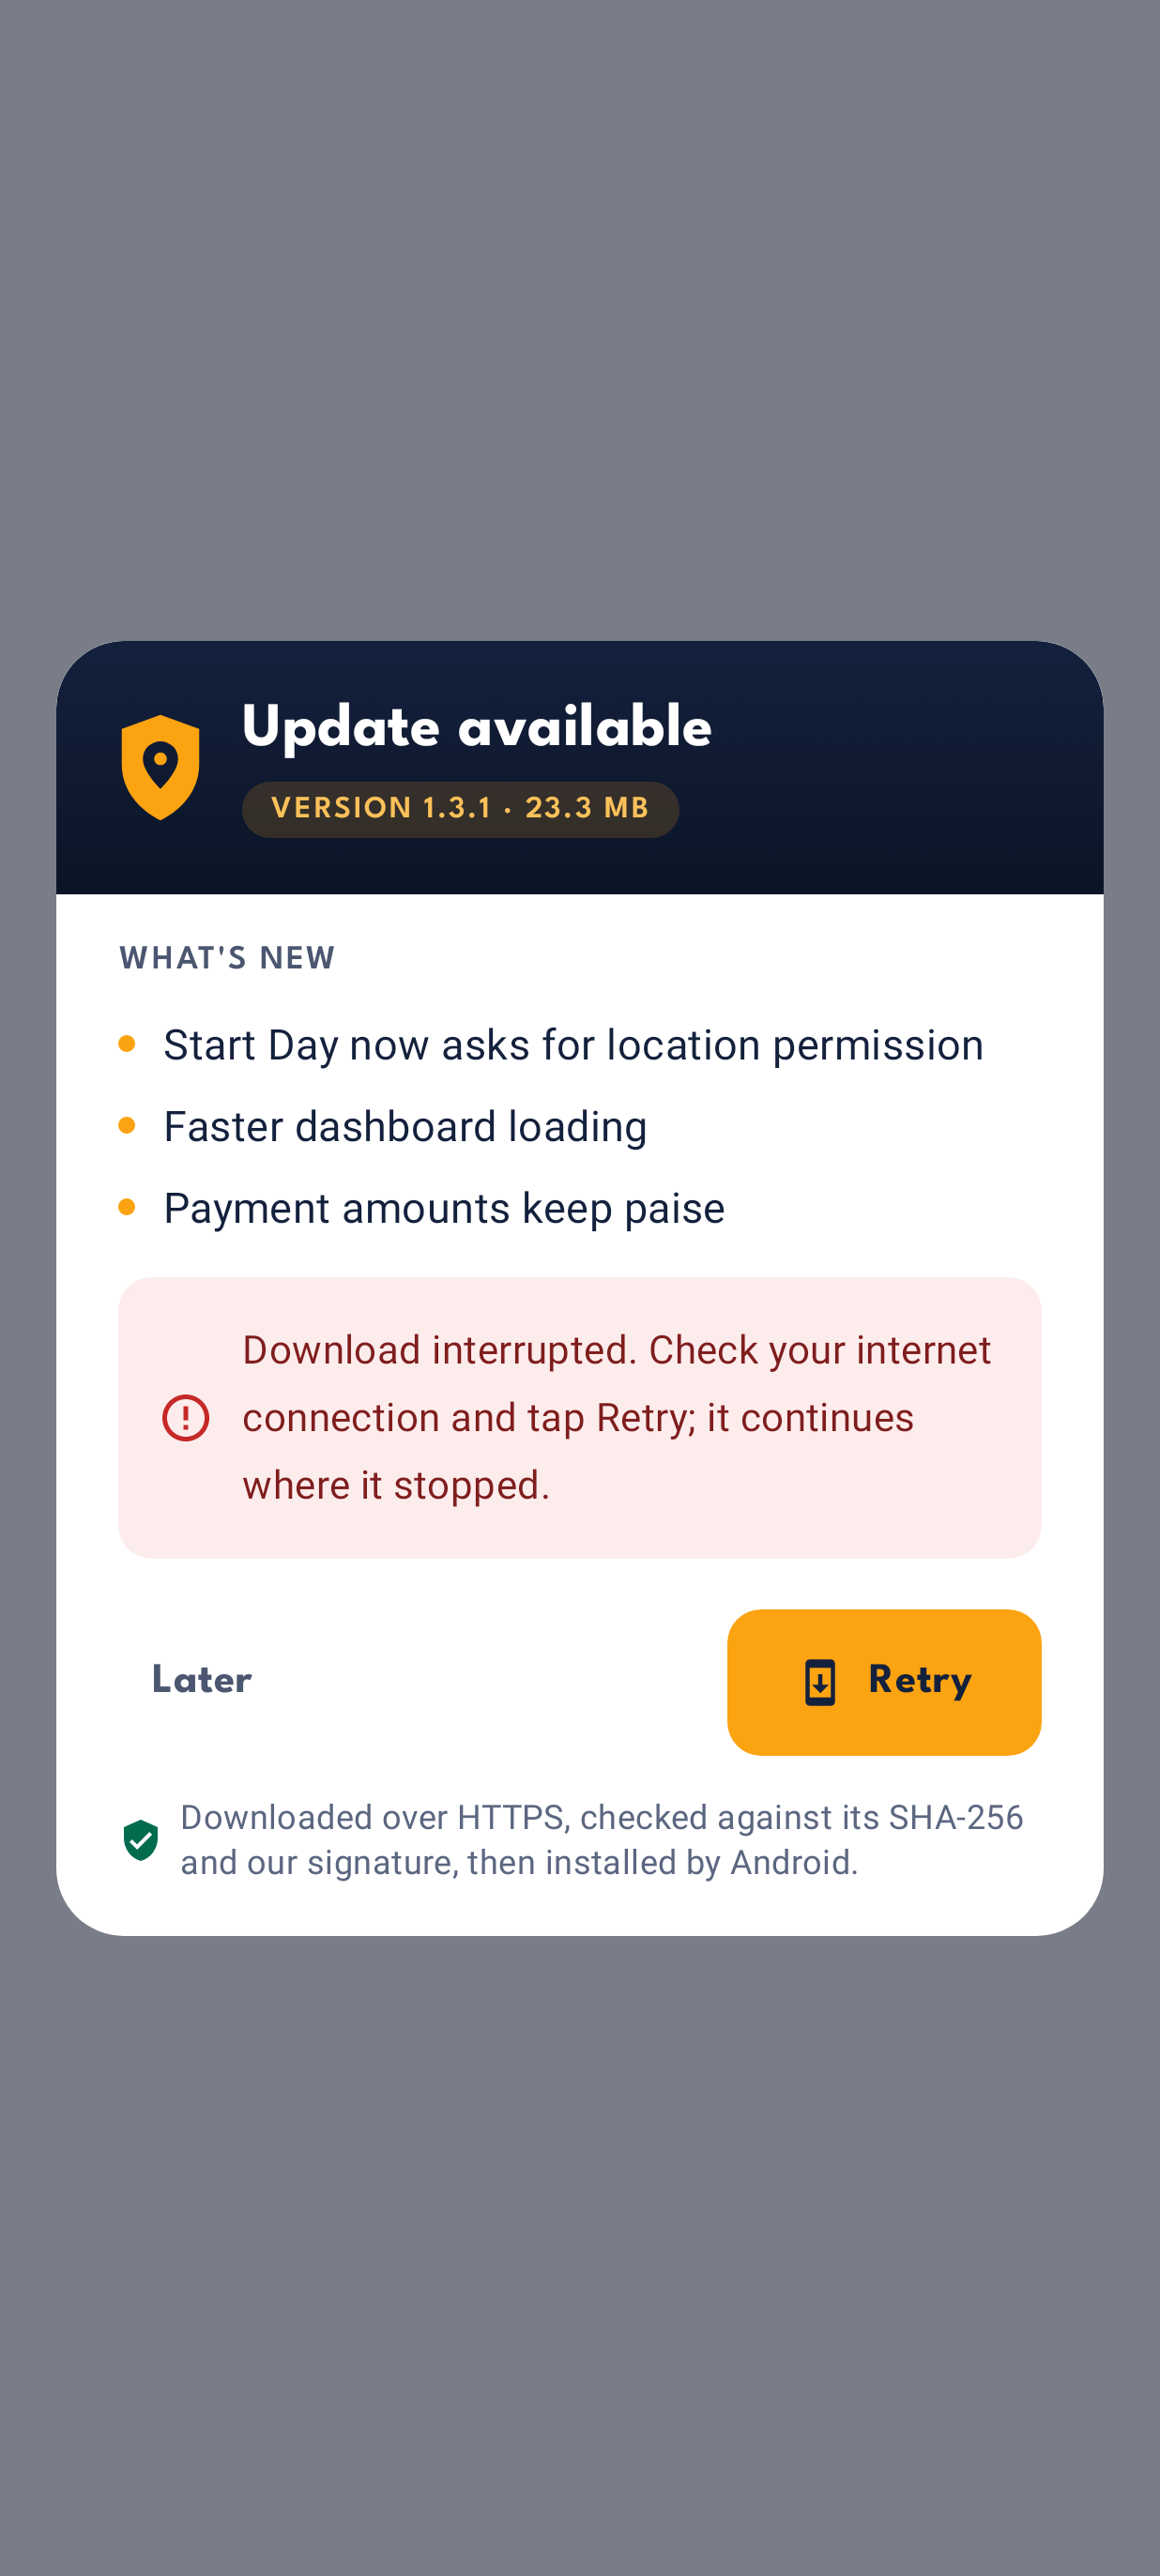 Update available
VERSION 1.3.1 · 23.3 MB
WHAT'S NEW
Start Day now asks for location permission
Faster dashboard loading
Payment amounts keep paise
Download interrupted. Check your internet
connection and tap Retry; it continues
where it stopped.
Later
Retry
Downloaded over HTTPS, checked against its SHA-256
and our signature, then installed by Android.